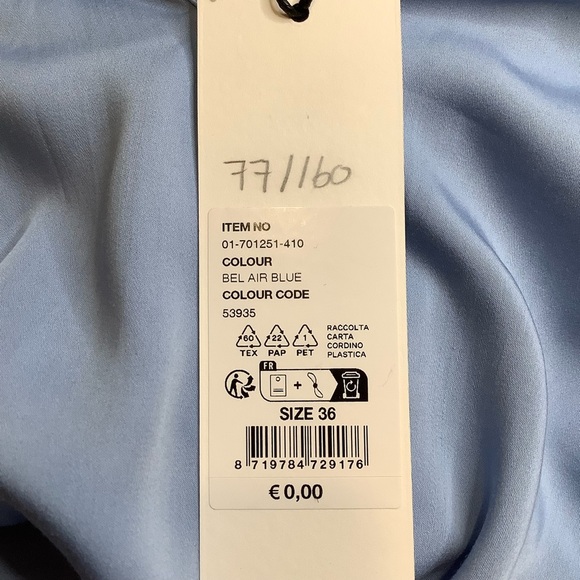 77/160
ITEM NO
01-701251-410
COLOUR
BEL AIR BLUE
COLOUR CODE
53935
60 22 1
TEX PAP PET
RACCOLTA
CARTA
CORDINO
PLASTICA
FR
+
SIZE 36
8 719784 729176
€ 0,00